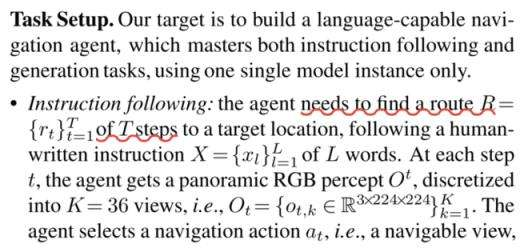 Task Setup. Our target is to build a language-capable navi-
gation agent, which masters both instruction following and
generation tasks, using one single model instance only.
• Instruction following: the agent needs to find a route R=
{r_t}_{t=1}^T of T steps to a target location, following a human-
written instruction X={x_l}_{l=1}^L of L words. At each step
t, the agent gets a panoramic RGB percept O^t, discretized
into K=36 views, i.e., O_t={o_{t,k}∈ℝ^{3×224×224}}_{k=1}^K. The
agent selects a navigation action a_t, i.e., a navigable view,